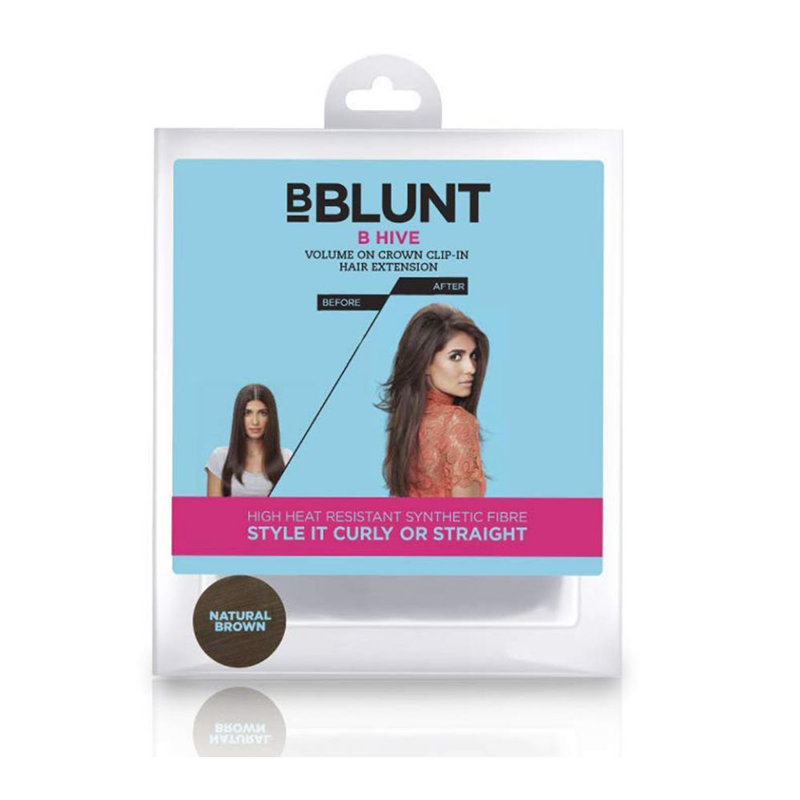 BBLUNT
B HIVE
VOLUME ON CROWN CLIP-IN
HAIR EXTENSION
AFTER
BEFORE
HIGH HEAT RESISTANT SYNTHETIC FIBRE
STYLE IT CURLY OR STRAIGHT
NATURAL
BROWN